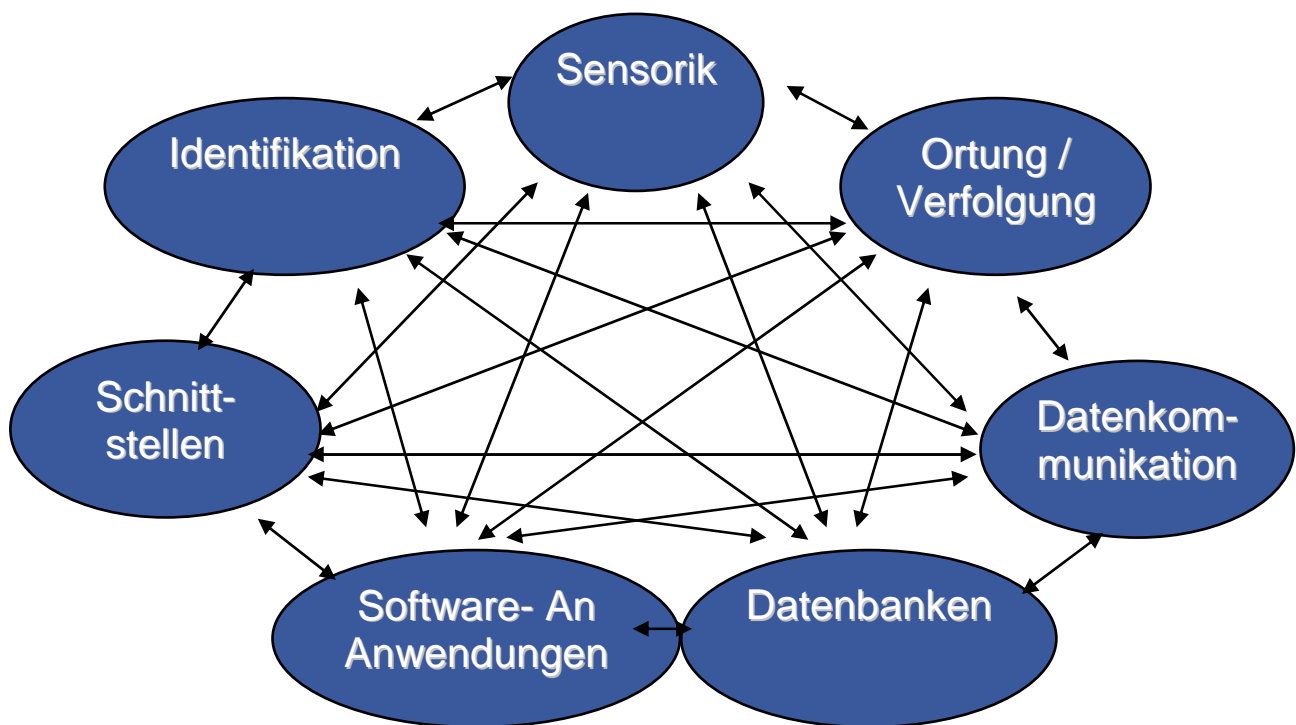 Sensorik
Identifikation
Ortung /
Verfolgung
Schnitt-
stellen
Datenkom-
munikation
Software- An
Anwendungen
Datenbanken